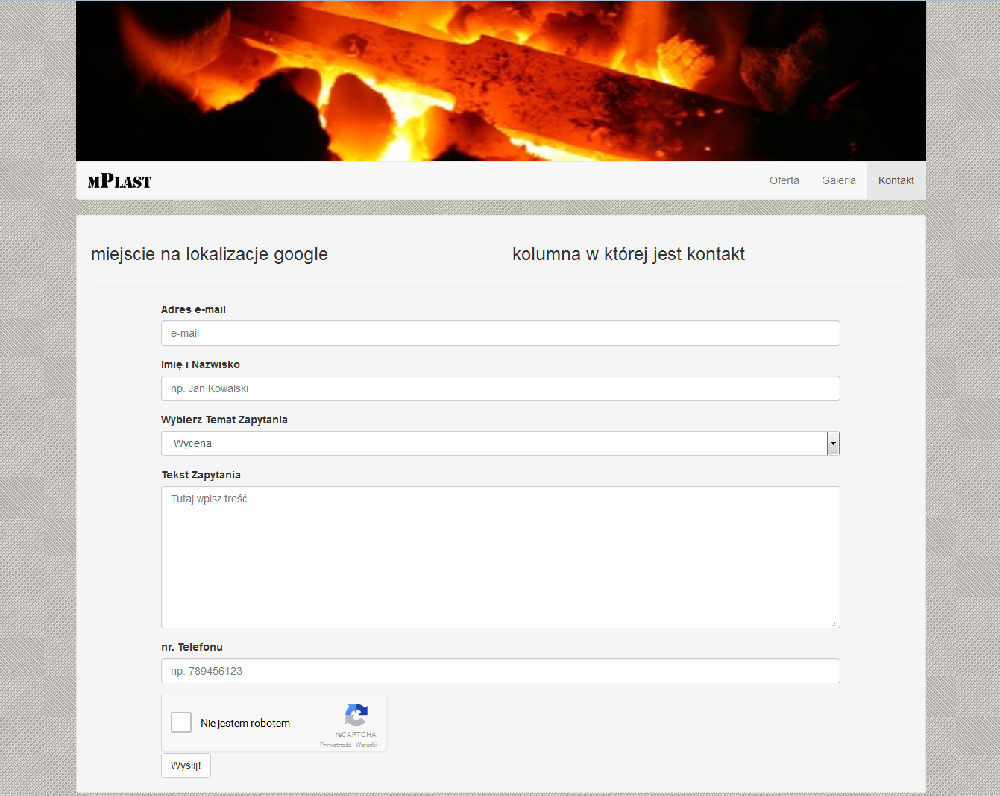 mPlast
Oferta Galeria Kontakt
miejscie na lokalizacje google
kolumna w której jest kontakt
Adres e-mail
e-mail
Imię i Nazwisko
np. Jan Kowalski
Wybierz Temat Zapytania
Wycena
Tekst Zapytania
Tutaj wpisz treść
nr. Telefonu
np. 789456123
Nie jestem robotem
reCAPTCHA
Prywatność - Warunki
Wyślij!